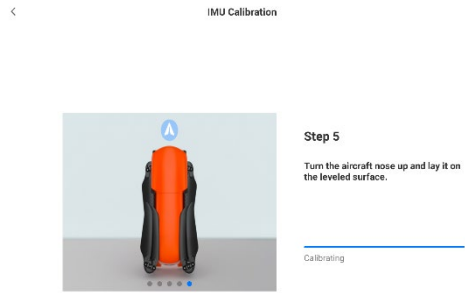 IMU Calibration
Step 5
Turn the aircraft nose up and lay it on
the leveled surface.
Calibrating